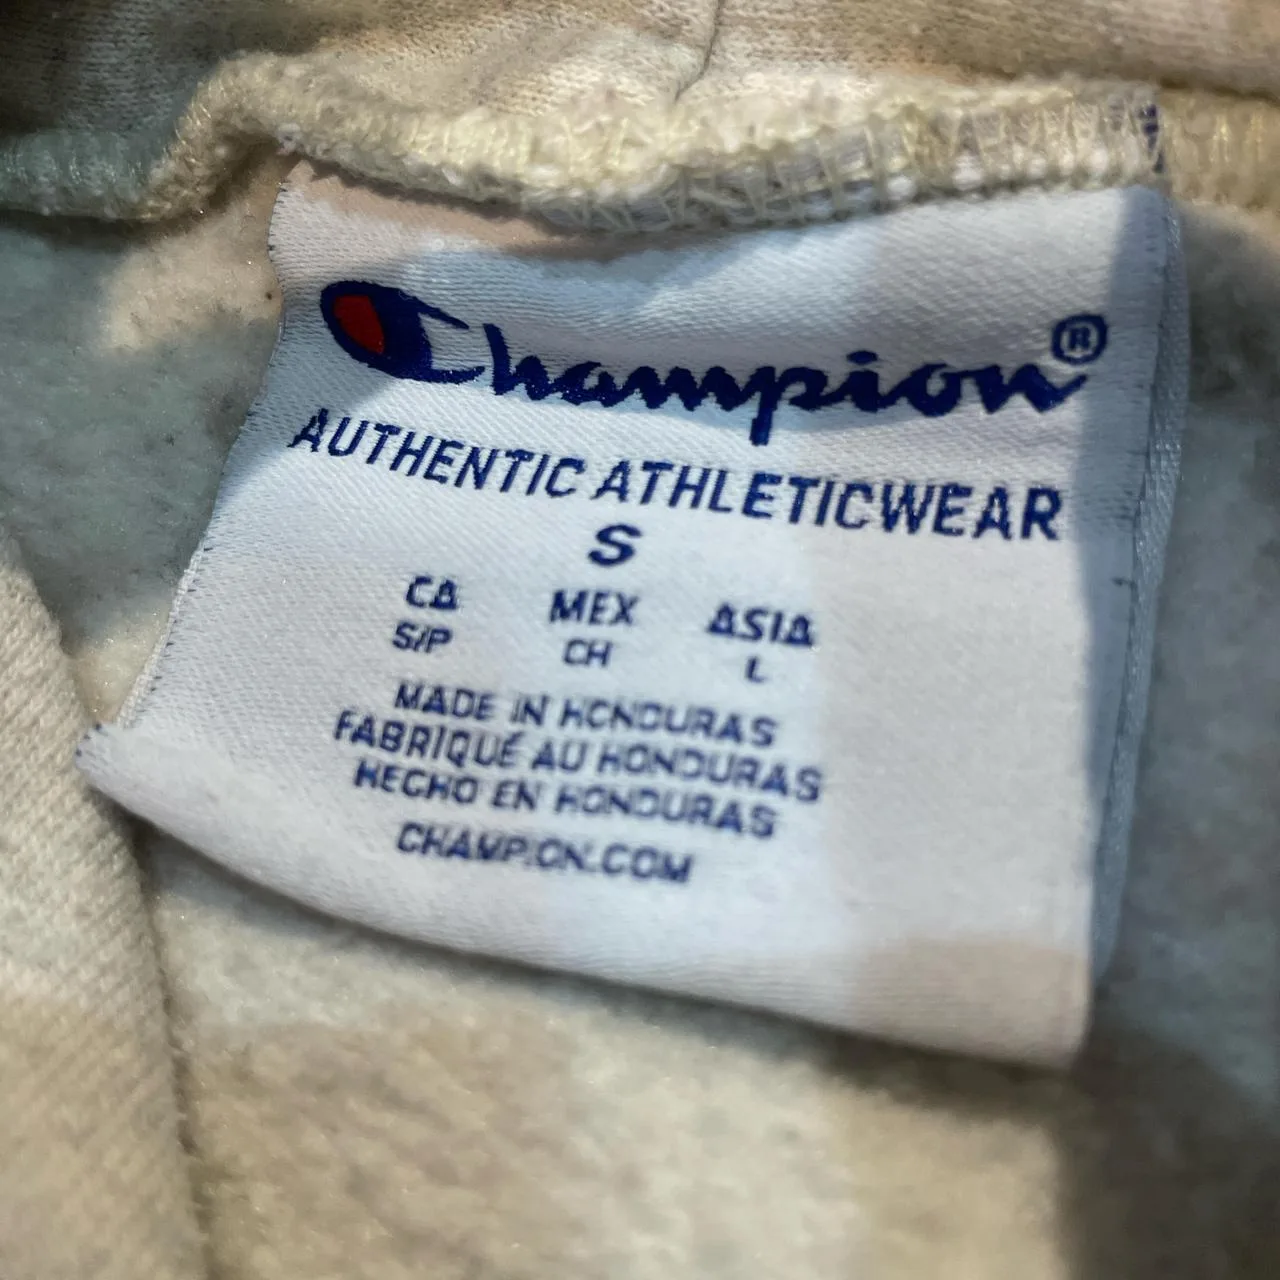 Champion®
AUTHENTIC ATHLETICWEAR
S
CA MEX ASIA
S/P CH L
MADE IN HONDURAS
FABRIQUÉ AU HONDURAS
HECHO EN HONDURAS
CHAMPION.COM